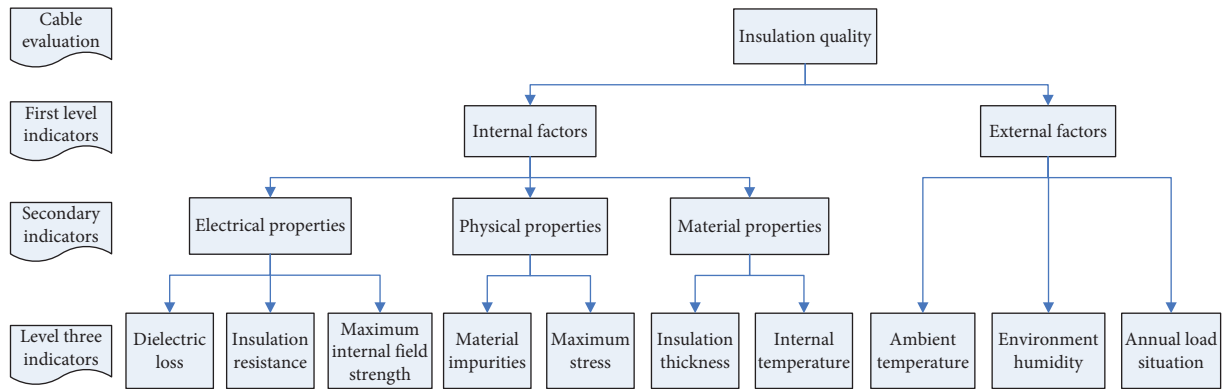 Cable
evaluation
Insulation quality
First level
indicators
Internal factors
External factors
Secondary
indicators
Electrical properties
Physical properties
Material properties
Level three
indicators
Dielectric
loss
Insulation
resistance
Maximum
internal field
strength
Material
impurities
Maximum
stress
Insulation
thickness
Internal
temperature
Ambient
temperature
Environment
humidity
Annual load
situation